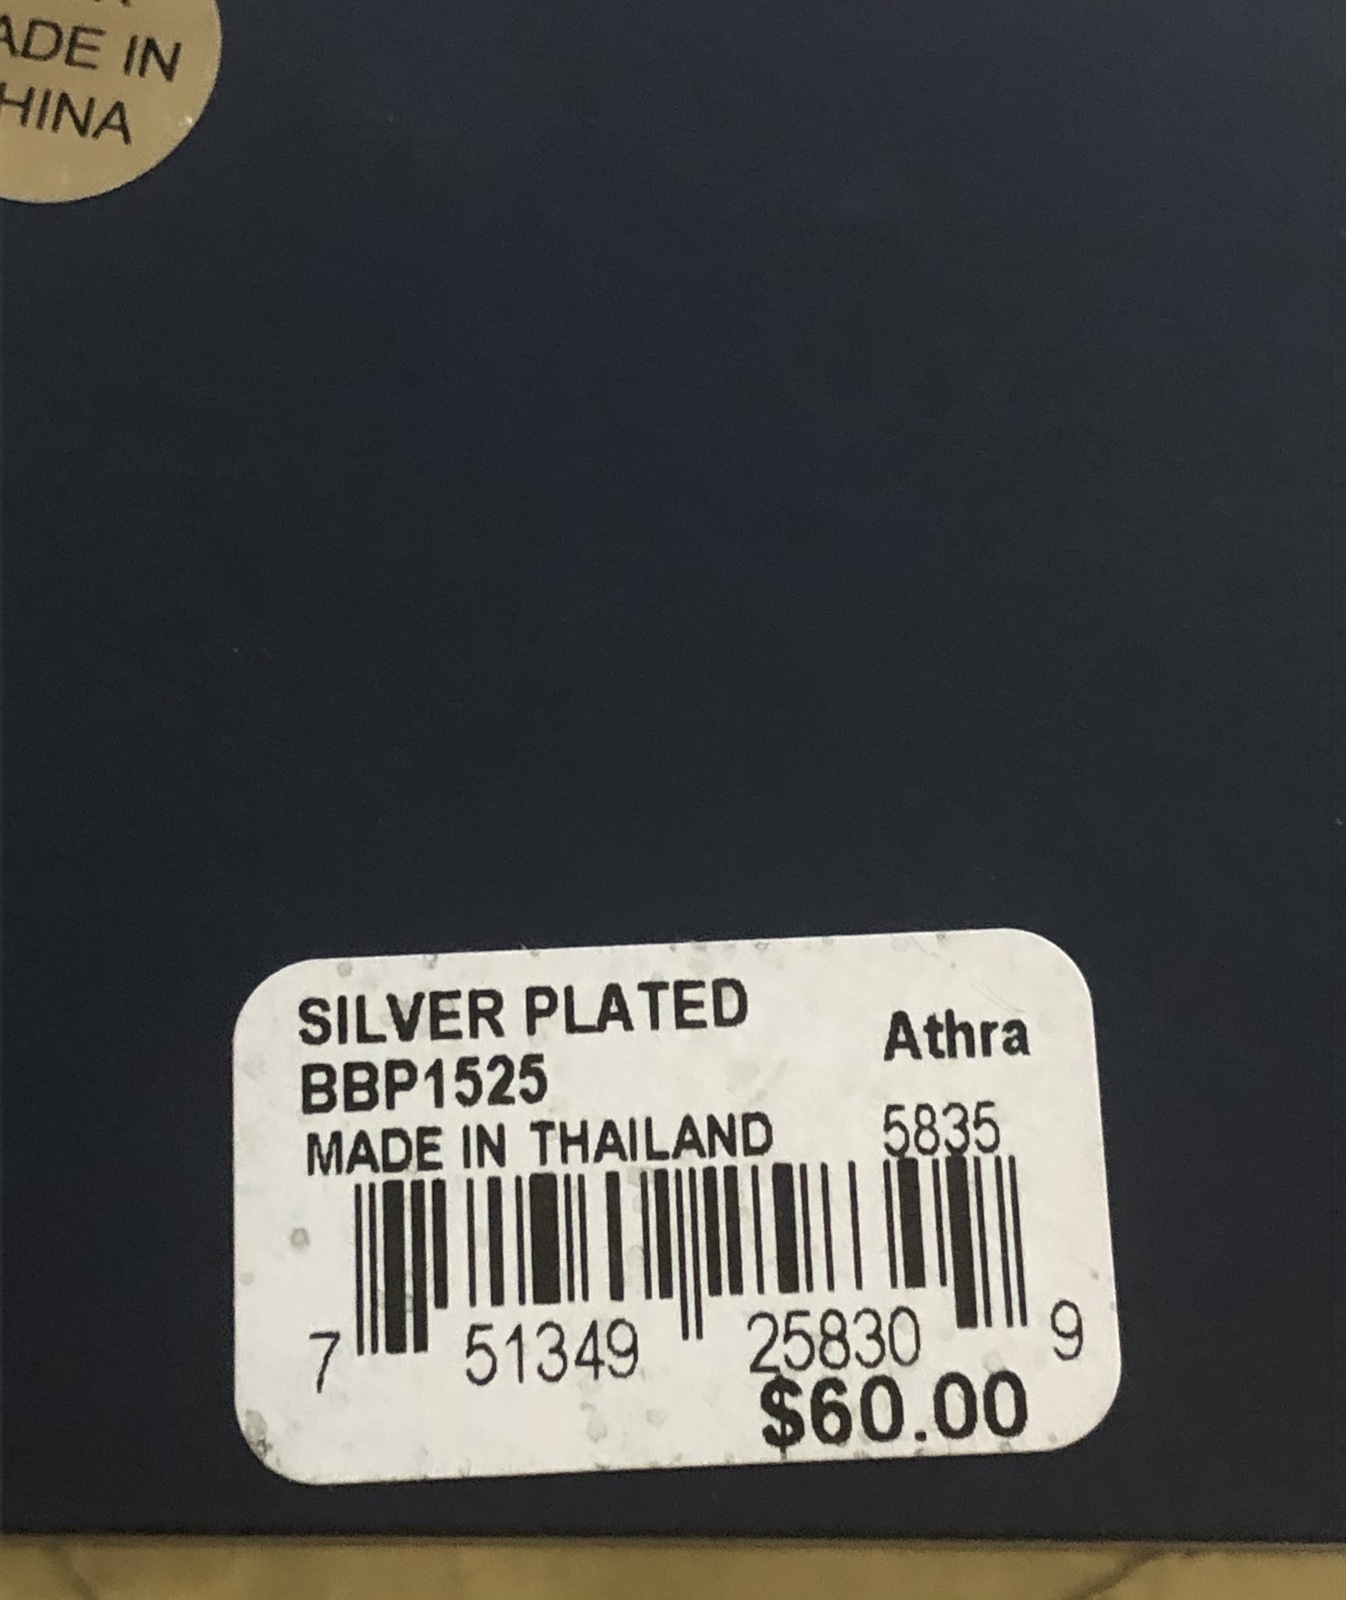 ADE IN
HINA
SILVER PLATED
Athra
BBP1525
MADE IN THAILAND 5835
7 51349 25830 9
$60.00